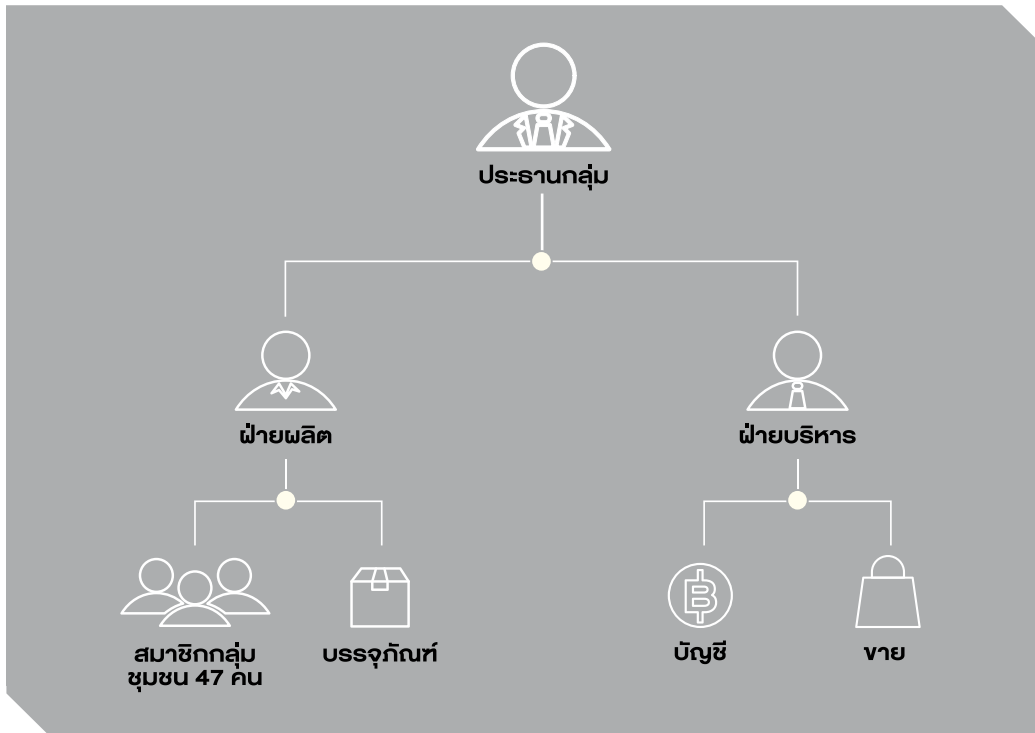 ประธานกลุ่ม
ฝ่ายผลิต
ฝ่ายบริหาร
สมาชิกกลุ่ม
ชุมชน 47 คน
บรรจุภัณฑ์
บัญชี
ขาย